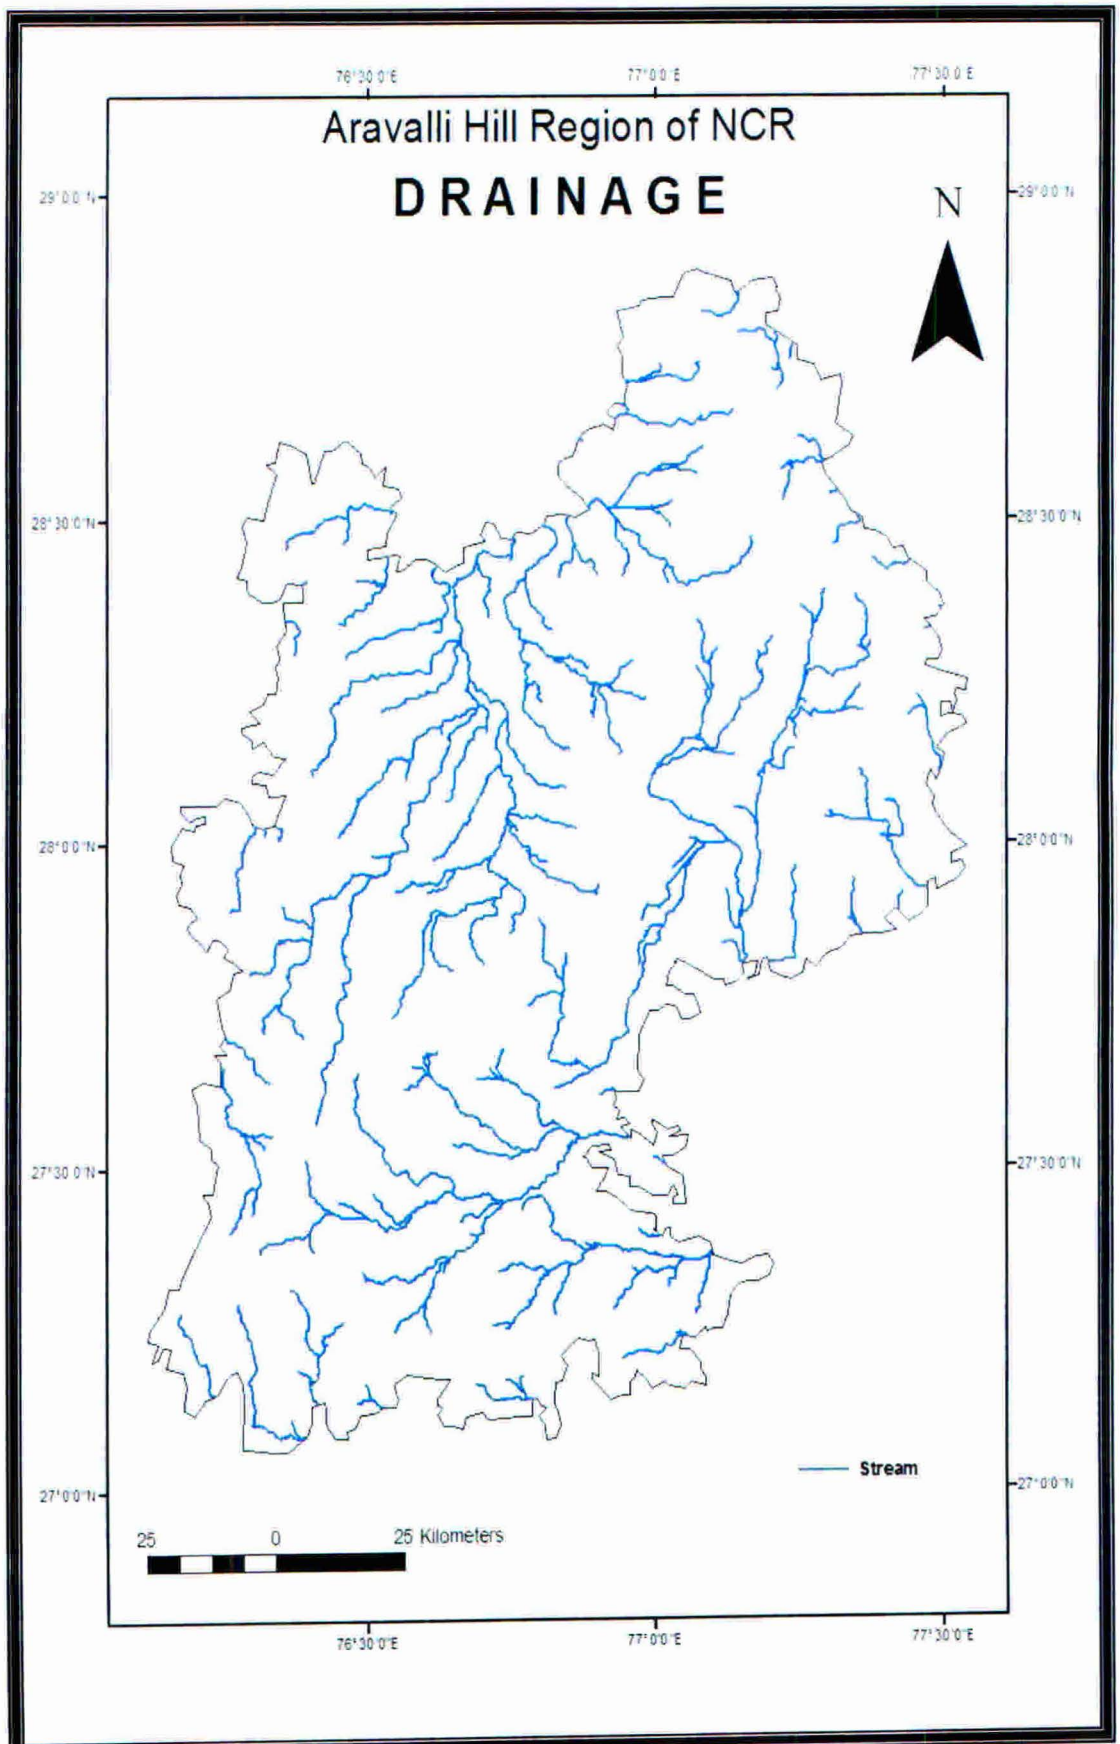 76°30'0"E 77°0'0"E 77°30'0"E
Aravalli Hill Region of NCR
DRAINAGE
N
29°0'0"N 29°0'0"N
28°30'0"N 28°30'0"N
28°0'0"N 28°0'0"N
27°30'0"N 27°30'0"N
Stream
27°0'0"N 27°0'0"N
25 0 25 Kilometers
76°30'0"E 77°0'0"E 77°30'0"E